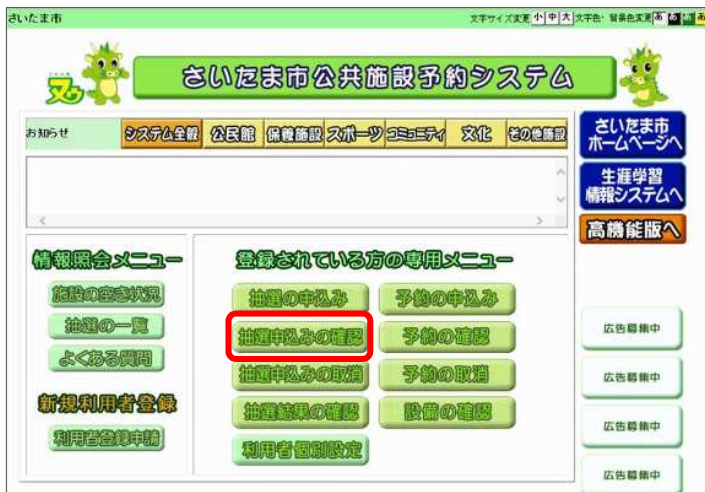 さいたま市
文字サイズ変更 小 中 大 文字色・背景色変更 あ あ あ あ
さいたま市公共施設予約システム
お知らせ
システム全般 公民館 保養施設 スポーツ コミュニティ 文化 その他施設
さいたま市
ホームページへ
生涯学習
情報システムへ
高機能版へ
情報照会メニュー
施設の空き状況
抽選の一覧
よくある質問
新規利用者登録
利用者登録申請
登録されている方の専用メニュー
抽選の申込み 予約の申込み
抽選申込みの確認 予約の確認
抽選申込みの取消 予約の取消
抽選結果の確認 設備の確認
利用者個別設定
広告募集中
広告募集中
広告募集中
広告募集中